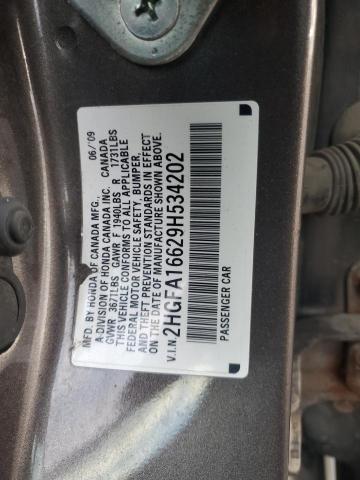 MFD. BY HONDA OF CANADA MFG., 06/09
A DIVISION OF HONDA CANADA INC. CANADA
GVWR 3671LBS GAWR F 1940LBS R 1731LBS
THIS VEHICLE CONFORMS TO ALL APPLICABLE
FEDERAL MOTOR VEHICLE SAFETY, BUMPER,
AND THEFT PREVENTION STANDARDS IN EFFECT
ON THE DATE OF MANUFACTURE SHOWN ABOVE.
V.I.N. 2HGFA16629H534202
PASSENGER CAR